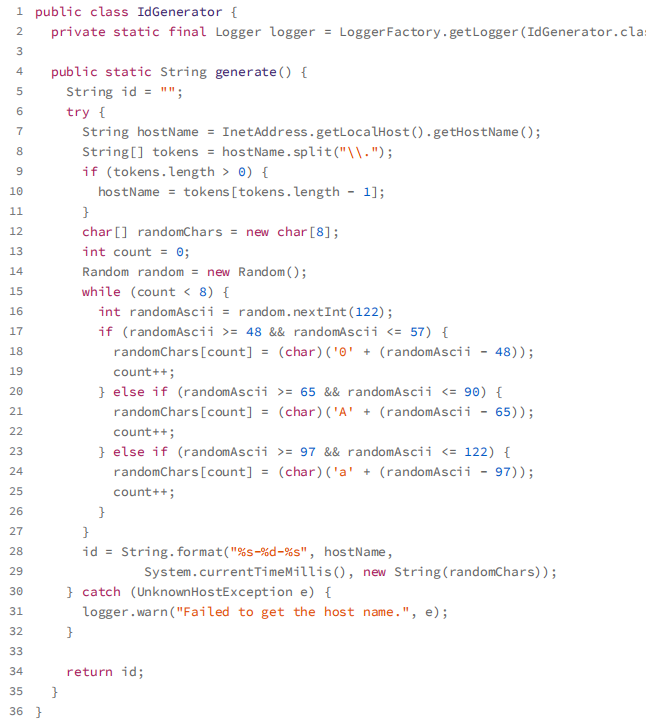 1 public class IdGenerator {
2 private static final Logger logger = LoggerFactory.getLogger(IdGenerator.clas
3
4 public static String generate() {
5 String id = "";
6 try {
7 String hostName = InetAddress.getLocalHost().getHostName();
8 String[] tokens = hostName.split("\\.");
9 if (tokens.length > 0) {
10 hostName = tokens[tokens.length - 1];
11 }
12 char[] randomChars = new char[8];
13 int count = 0;
14 Random random = new Random();
15 while (count < 8) {
16 int randomAscii = random.nextInt(122);
17 if (randomAscii >= 48 && randomAscii <= 57) {
18 randomChars[count] = (char)('0' + (randomAscii - 48));
19 count++;
20 } else if (randomAscii >= 65 && randomAscii <= 90) {
21 randomChars[count] = (char)('A' + (randomAscii - 65));
22 count++;
23 } else if (randomAscii >= 97 && randomAscii <= 122) {
24 randomChars[count] = (char)('a' + (randomAscii - 97));
25 count++;
26 }
27 }
28 id = String.format("%s-%d-%s", hostName,
29 System.currentTimeMillis(), new String(randomChars));
30 } catch (UnknownHostException e) {
31 logger.warn("Failed to get the host name.", e);
32 }
33
34 return id;
35 }
36 }